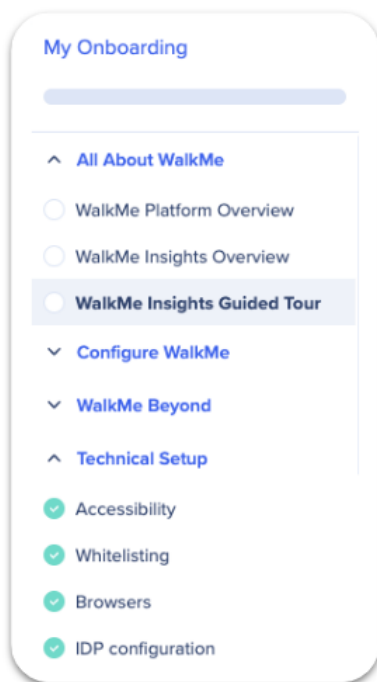 My Onboarding
All About WalkMe
WalkMe Platform Overview
WalkMe Insights Overview
WalkMe Insights Guided Tour
Configure WalkMe
WalkMe Beyond
Technical Setup
Accessibility
Whitelisting
Browsers
IDP configuration